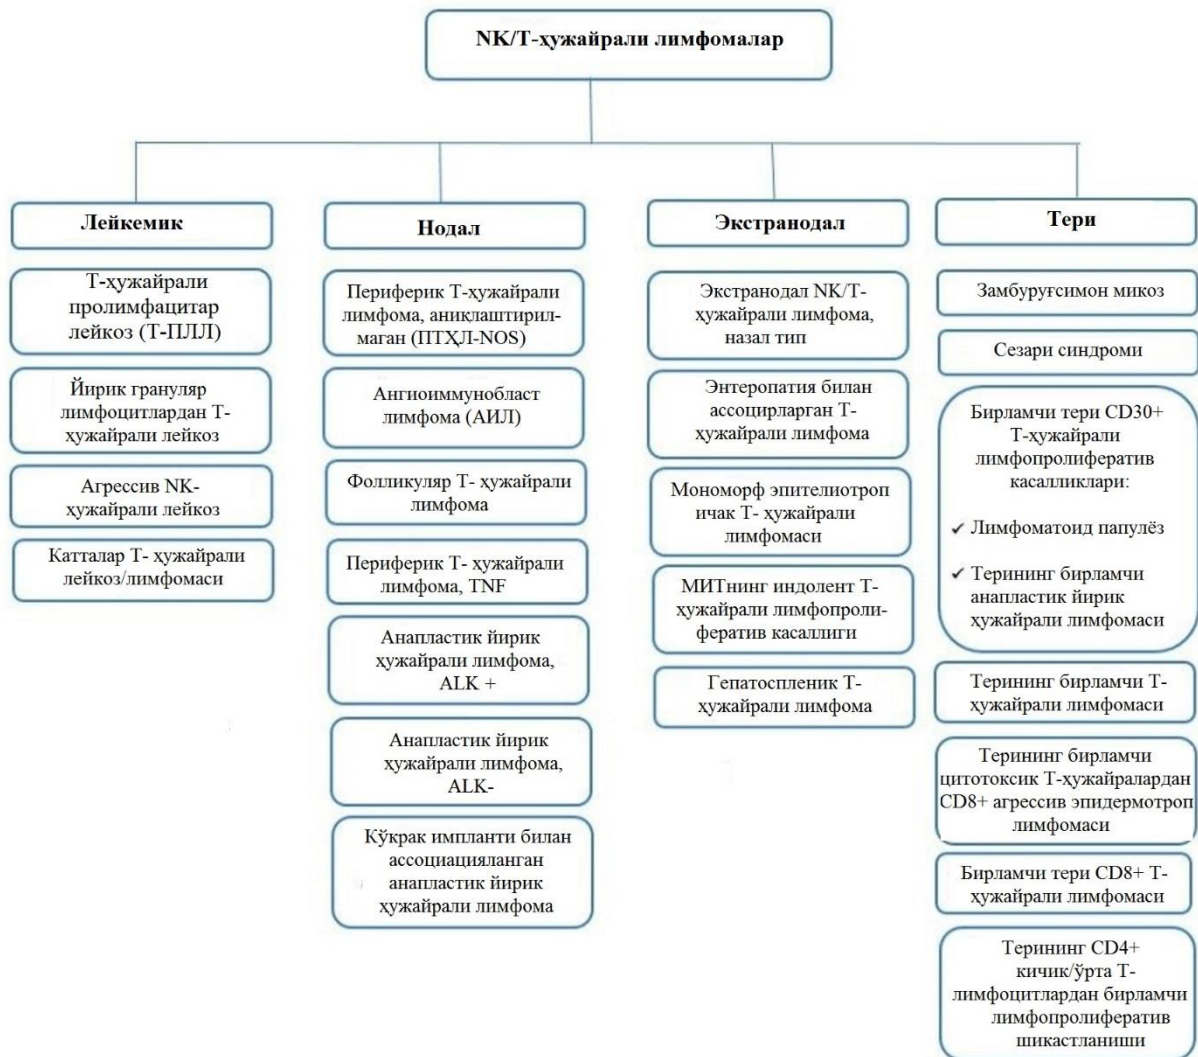 NK/Т-ҳужайрали лимфомалар
Лейкемик
Т-ҳужайрали
пролимфацитар
лейкоз (Т-ПЛЛ)
Йирик грануляр
лимфоцитлардан Т-
ҳужайрали лейкоз
Агрессив NK-
ҳужайрали лейкоз
Катталар Т- ҳужайрали
лейкоз/лимфомаси
Нодал
Периферик Т-ҳужайрали
лимфома, аниқлаштирил-
маган (ПТҲЛ-NOS)
Ангиоиммунобласт
лимфома (АИЛ)
Фолликуляр Т- ҳужайрали
лимфома
Периферик Т- ҳужайрали
лимфома, TNF
Анапластик йирик
ҳужайрали лимфома,
ALK +
Анапластик йирик
ҳужайрали лимфома,
ALK-
Кўкрак импланти билан
ассоциацияланган
анапластик йирик
ҳужайрали лимфома
Экстранодал
Экстранодал NK/Т-
ҳужайрали лимфома,
назал тип
Энтеропатия билан
ассоцирларган Т-
ҳужайрали лимфома
Мономорф эпителиотроп
ичак Т- ҳужайрали
лимфомаси
МИТнинг индолент Т-
ҳужайрали лимфопроли-
фератив касаллиги
Гепатоспленик Т-
ҳужайрали лимфома
Тери
Замбуруғсимон микоз
Сезари синдроми
Бирламчи тери CD30+
Т-ҳужайрали
лимфопролифератив
касалликлари:
✓ Лимфоматоид папулёз
✓ Терининг бирламчи
анапластик йирик
ҳужайрали лимфомаси
Терининг бирламчи Т-
ҳужайрали лимфомаси
Терининг бирламчи
цитотоксик Т-ҳужайралардан
CD8+ агрессив эпидермотроп
лимфомаси
Бирламчи тери CD8+ Т-
ҳужайрали лимфомаси
Терининг CD4+
кичик/ўрта Т-
лимфоцитлардан бирламчи
лимфопролифератив
шикастланиши